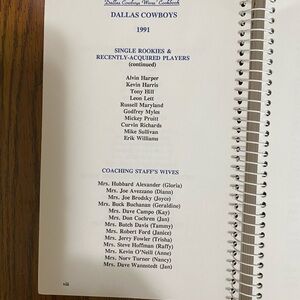 Dallas Cowboys Wives' Cookbook
DALLAS COWBOYS
1991
SINGLE ROOKIES &
RECENTLY-ACQUIRED PLAYERS
(continued)
Alvin Harper
Kevin Harris
Tony Hill
Leon Lett
Russell Maryland
Godfrey Myles
Mickey Pruitt
Curvin Richards
Mike Sullivan
Erik Williams
COACHING STAFF'S WIVES
Mrs. Hubbard Alexander (Gloria)
Mrs. Joe Avezzano (Diann)
Mrs. Joe Brodsky (Joyce)
Mrs. Buck Buchanan (Geraldine)
Mrs. Dave Campo (Kay)
Mrs. Don Cochren (Jan)
Mrs. Butch Davis (Tammy)
Mrs. Robert Ford (Janice)
Mrs. Jerry Fowler (Trisha)
Mrs. Steve Hoffman (Raffy)
Mrs. Kevin O'Neill (Anne)
Mrs. Norv Turner (Nancy)
Mrs. Dave Wannstedt (Jan)
viii